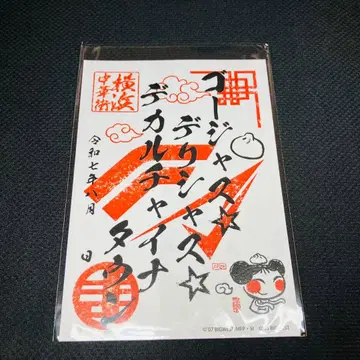 ゴージャス☆
デリシャス☆
デカルチャイナ
タウン
横浜
中華街
令和七年八月
日